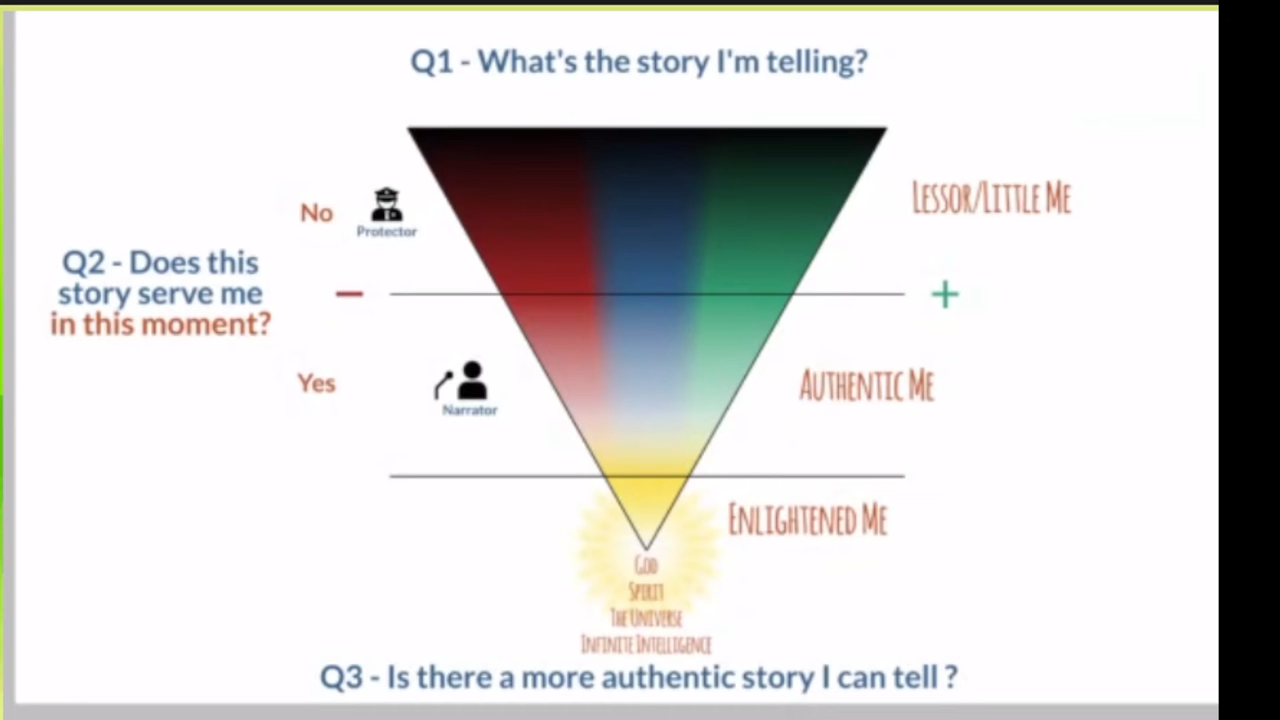 Q1 - What's the story I'm telling?
No
Protector
LESSOR/LITTLE ME
Q2 - Does this
story serve me
in this moment?
−
+
Yes
Narrator
AUTHENTIC ME
ENLIGHTENED ME
GOD
SPIRIT
THE UNIVERSE
INFINITE INTELLIGENCE
Q3 - Is there a more authentic story I can tell ?